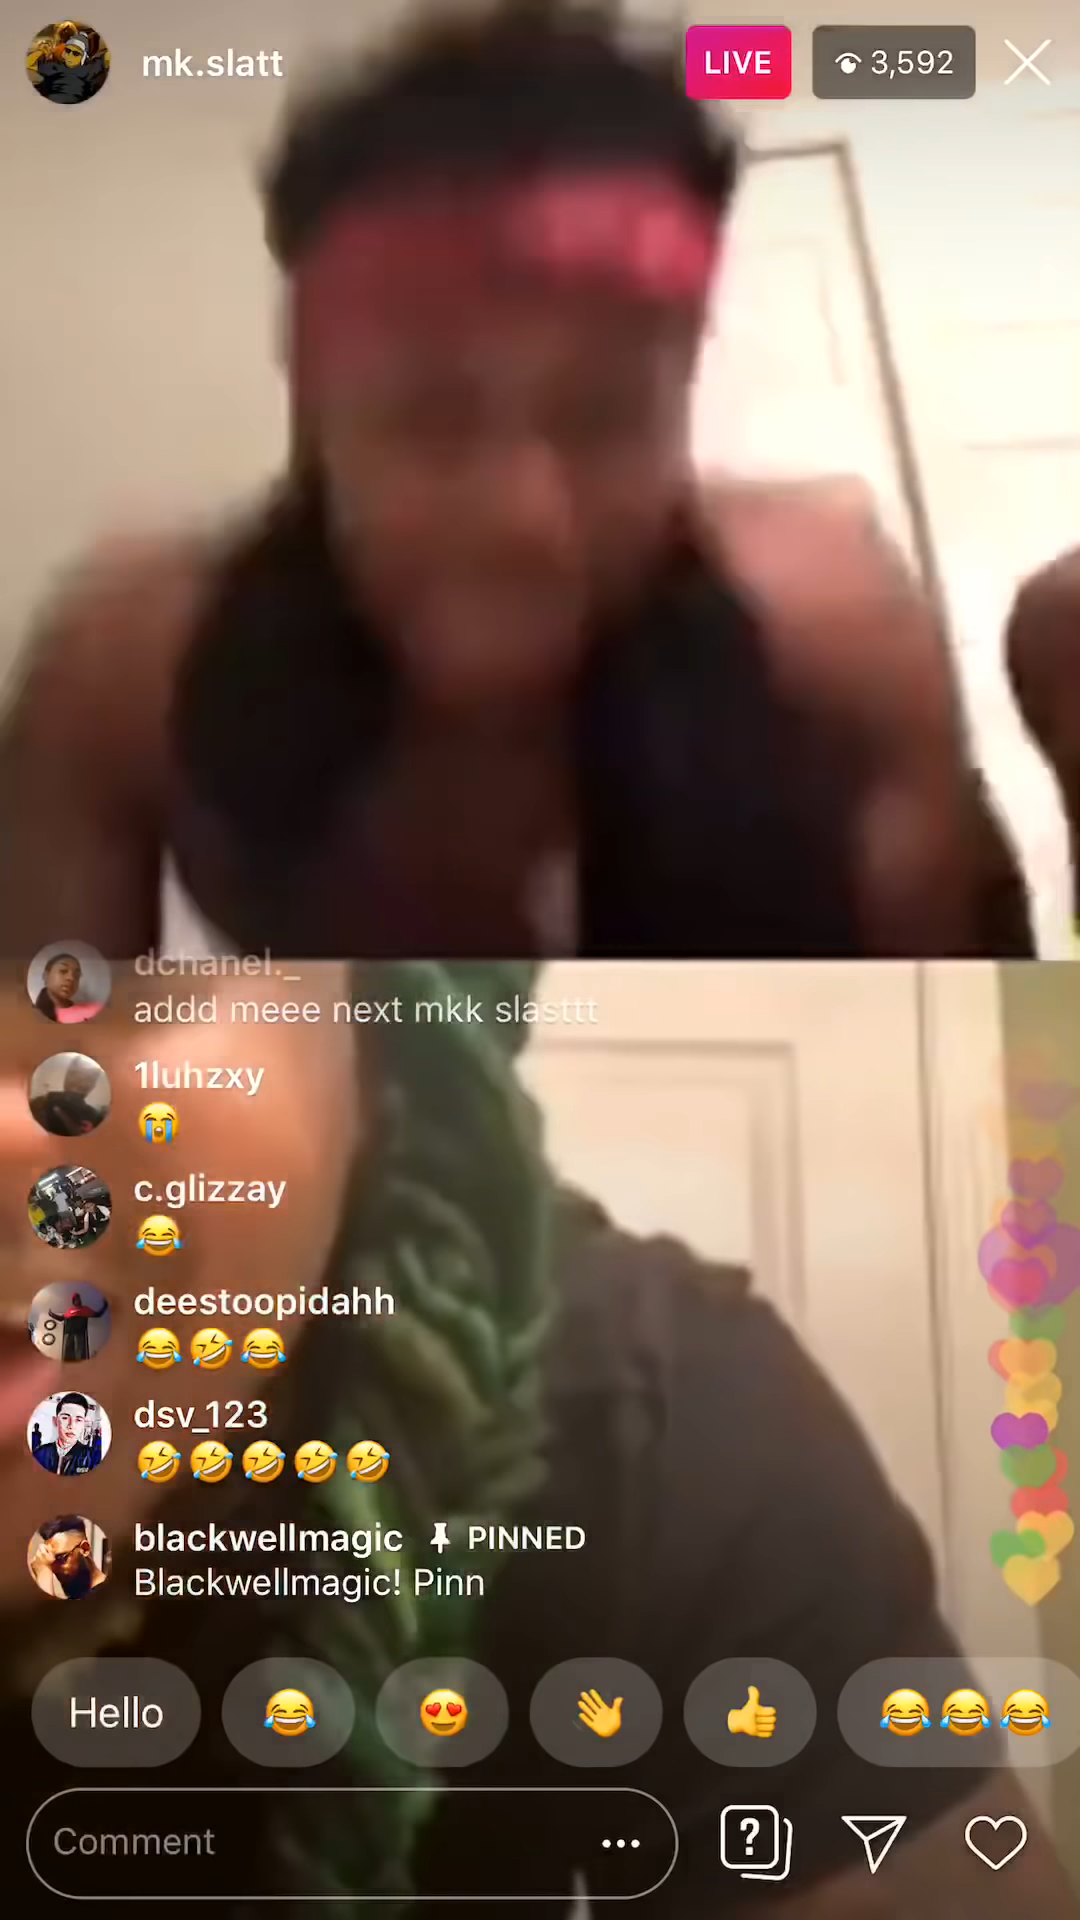 mk.slatt
LIVE
3,592
dchanel._
addd meee next mkk slasttt
1luhzxy
😭
c.glizzay
😂
deestoopidahh
😂🤣😂
dsv_123
🤣🤣🤣🤣🤣
blackwellmagic PINNED
Blackwellmagic! Pinn
Hello 😂 😍 👋 👍 😂😂😂
Comment